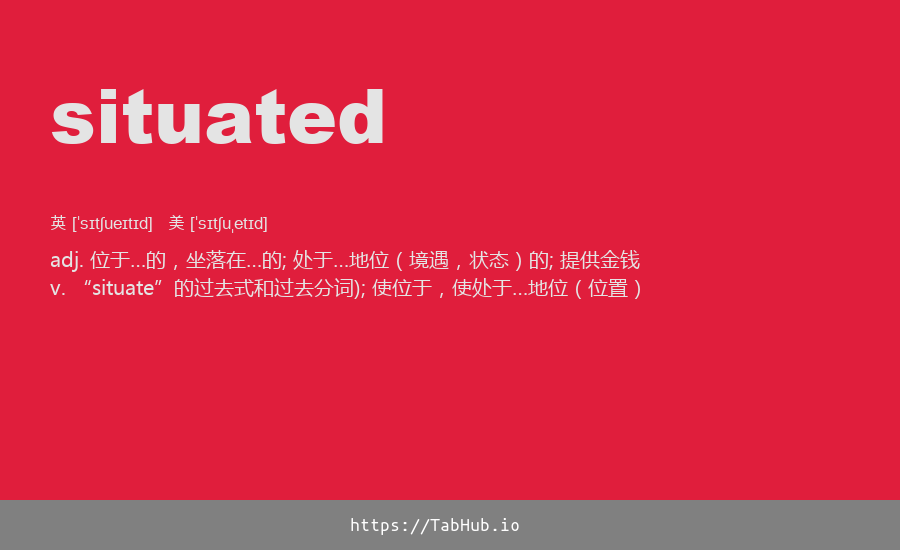 situated
英 ['sɪtʃueɪtɪd] 美 ['sɪtʃuˌetɪd]
adj. 位于…的，坐落在…的; 处于…地位（境遇，状态）的; 提供金钱
v. “situate”的过去式和过去分词); 使位于，使处于…地位（位置）
https://TabHub.io